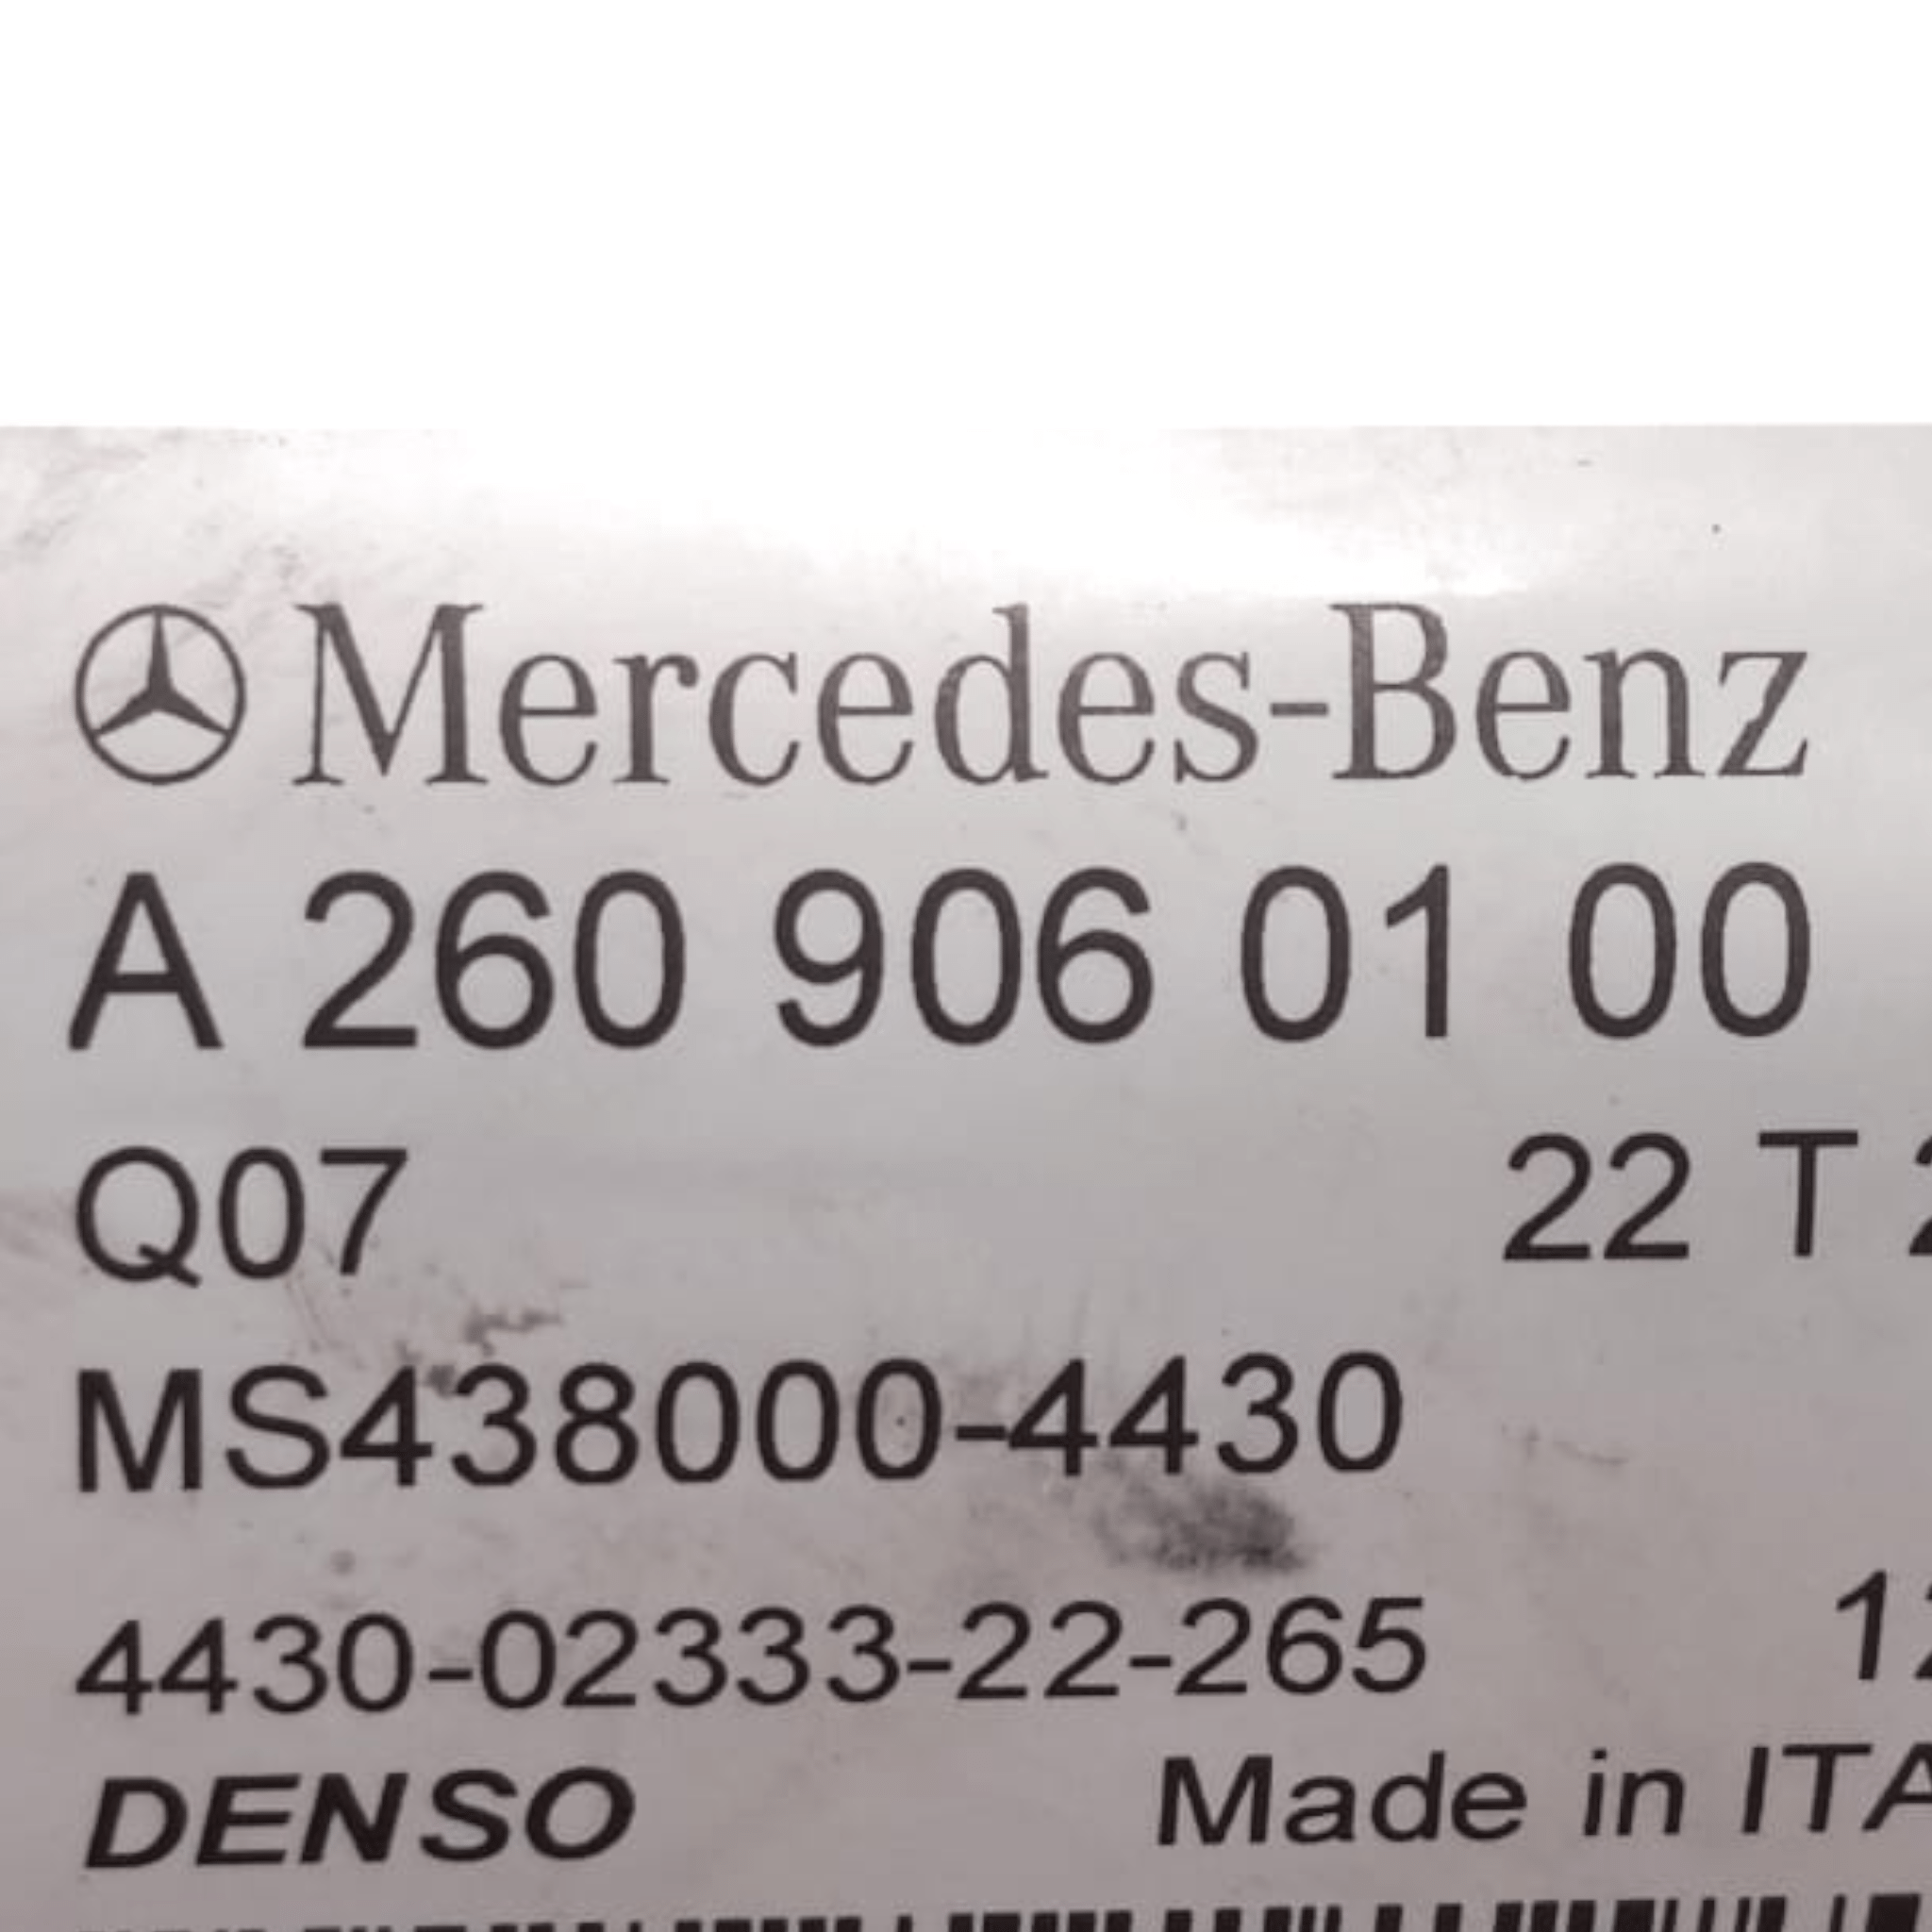 Mercedes-Benz
A 260 906 01 00
Q07 22 T
MS438000-4430
4430-02333-22-265
DENSO Made in